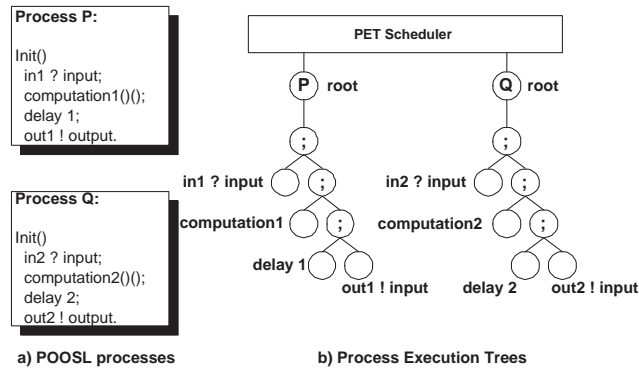 Process P:
Init()
in1 ? input;
computation1()();
delay 1;
out1 ! output.
Process Q:
Init()
in2 ? input;
computation2()();
delay 2;
out2 ! output.
a) POOSL processes
PET Scheduler
P root
Q root
;
;
in1 ? input
;
in2 ? input
;
computation1
;
computation2
;
delay 1
out1 ! input
delay 2
out2 ! input
b) Process Execution Trees